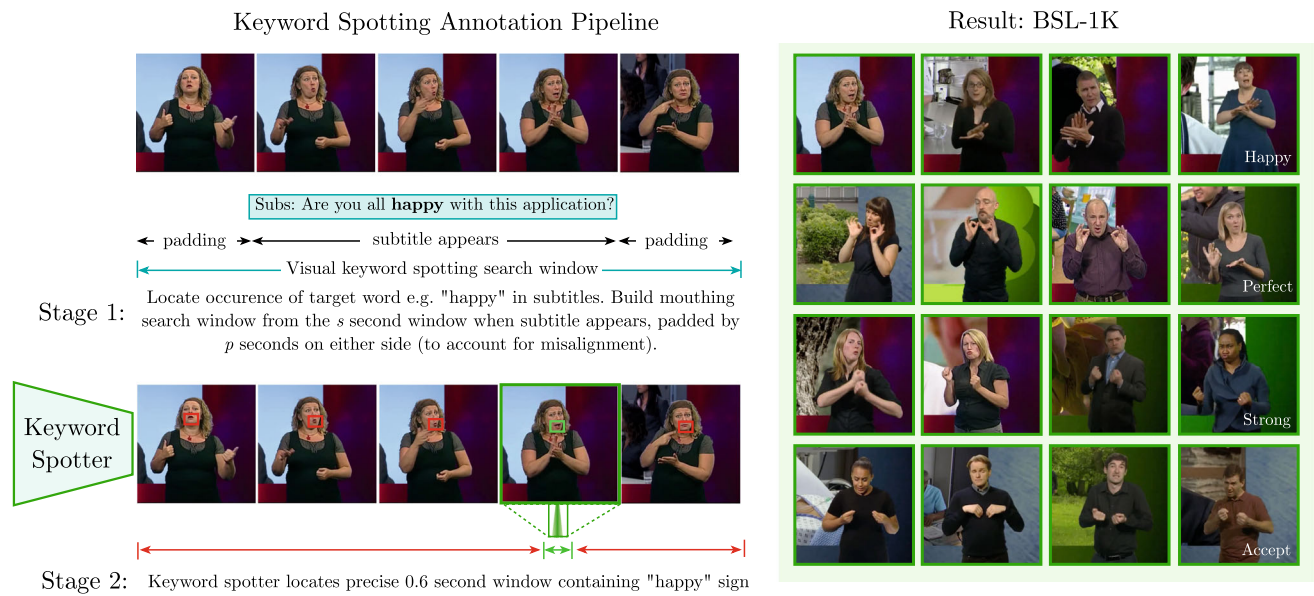 Keyword Spotting Annotation Pipeline
Subs: Are you all happy with this application?
padding
subtitle appears
padding
Visual keyword spotting search window
Stage 1:
Locate occurence of target word e.g. "happy" in subtitles. Build mouthing
search window from the s second window when subtitle appears, padded by
p seconds on either side (to account for misalignment).
Keyword
Spotter
Stage 2:
Keyword spotter locates precise 0.6 second window containing "happy" sign
Result: BSL-1K
Happy
Perfect
Strong
Accept